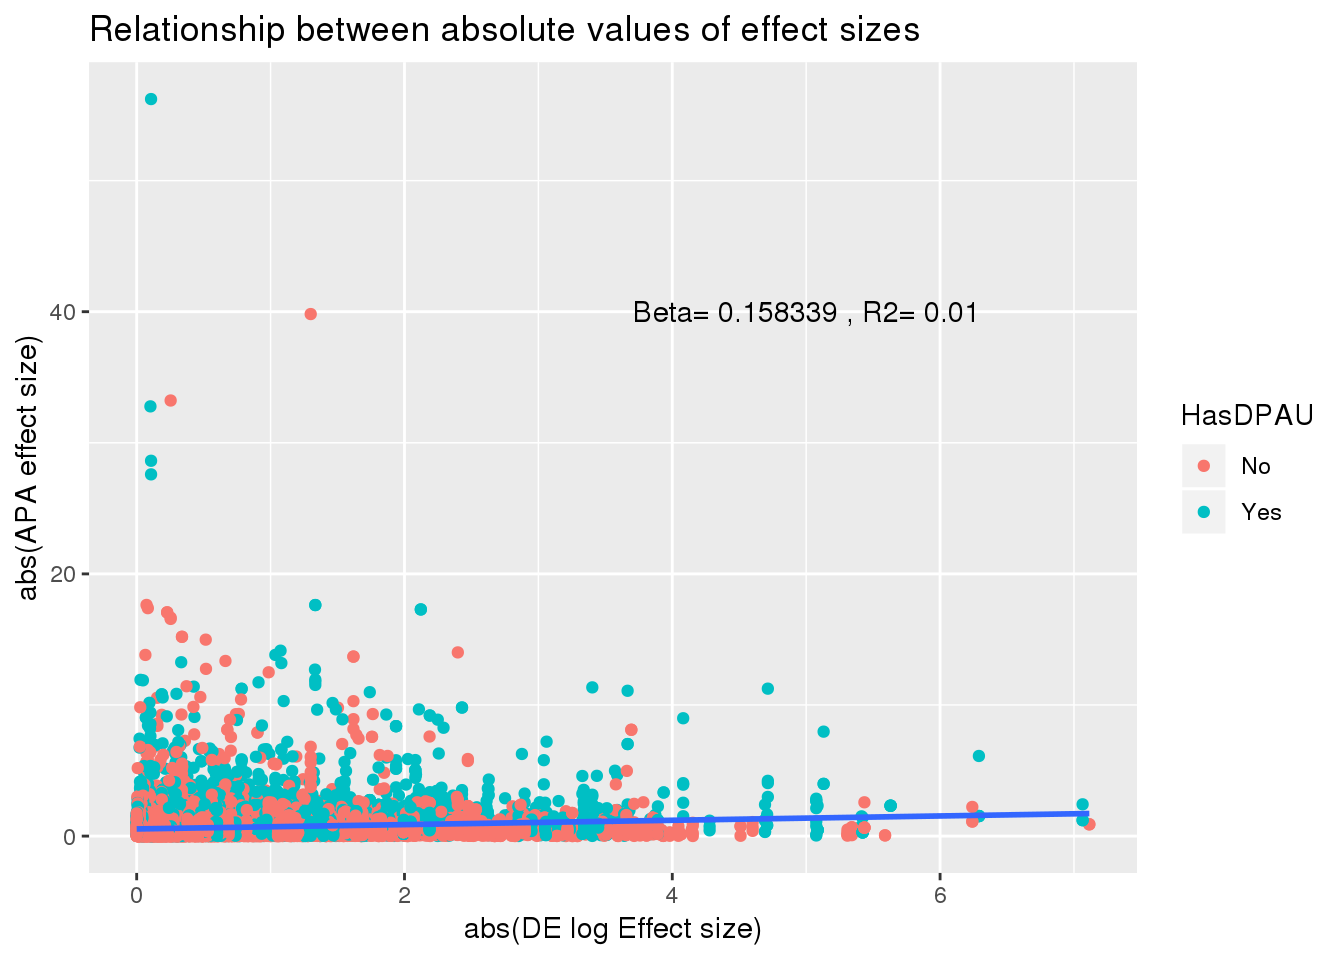 Relationship between absolute values of effect sizes
abs(APA effect size)
40
20
0
Beta= 0.158339 , R2= 0.01
HasDPAU
No
Yes
0 2 4 6
abs(DE log Effect size)